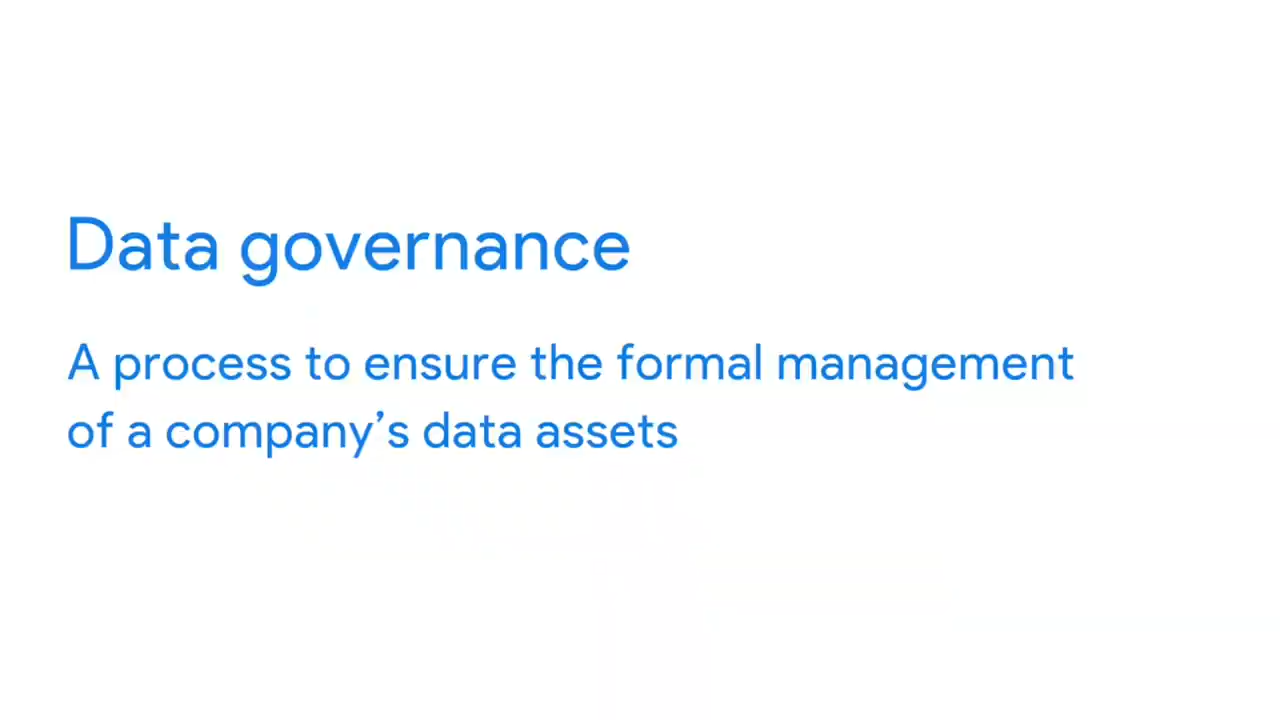 Data governance
A process to ensure the formal management
of a company’s data assets